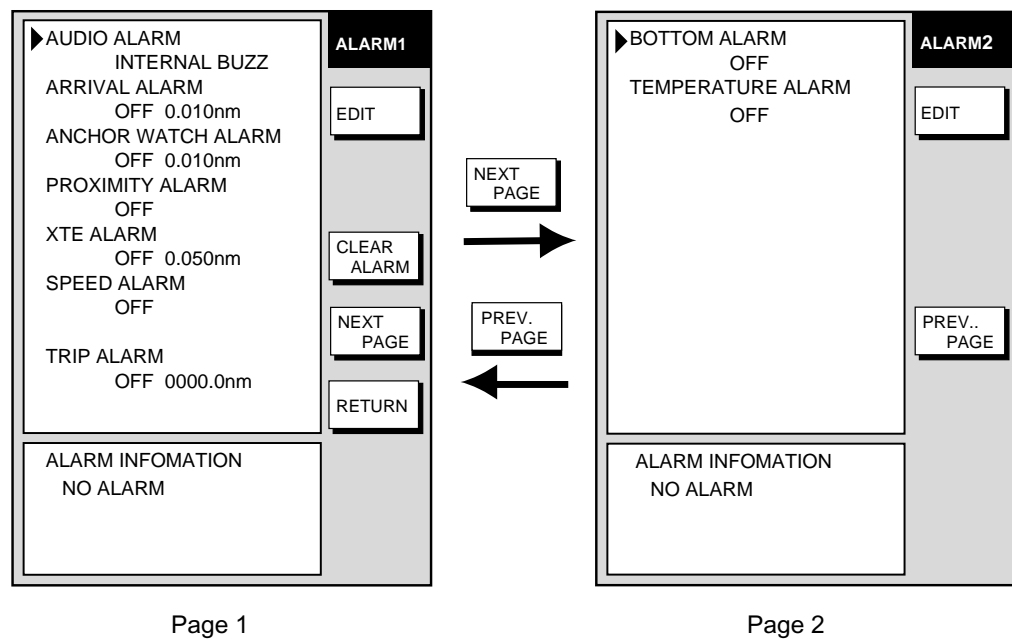 AUDIO ALARM
INTERNAL BUZZ
ARRIVAL ALARM
OFF 0.010nm
ANCHOR WATCH ALARM
OFF 0.010nm
PROXIMITY ALARM
OFF
XTE ALARM
OFF 0.050nm
SPEED ALARM
OFF
TRIP ALARM
OFF 0000.0nm
ALARM INFOMATION
NO ALARM
ALARM1
EDIT
CLEAR
ALARM
NEXT
PAGE
RETURN
Page 1
NEXT
PAGE
PREV.
PAGE
BOTTOM ALARM
OFF
TEMPERATURE ALARM
OFF
ALARM INFOMATION
NO ALARM
ALARM2
EDIT
PREV..
PAGE
Page 2